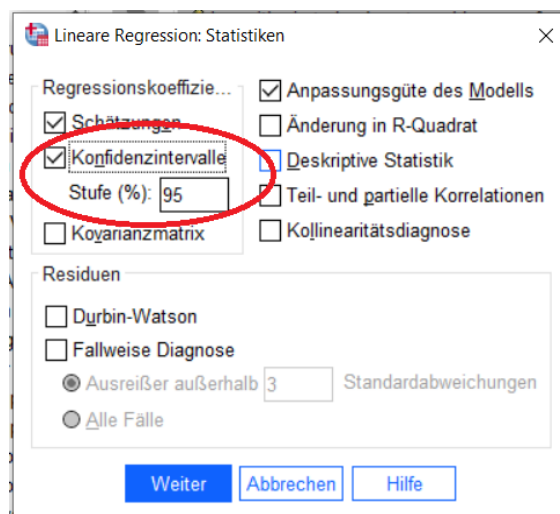 Lineare Regression: Statistiken
Regressionskoeffizie...
Schätzungen
Konfidenzintervalle
Stufe (%): 95
Kovarianzmatrix
Anpassungsgüte des Modells
Änderung in R-Quadrat
Deskriptive Statistik
Teil- und partielle Korrelationen
Kollinearitätsdiagnose
Residuen
Durbin-Watson
Fallweise Diagnose
Ausreißer außerhalb 3 Standardabweichungen
Alle Fälle
Weiter Abbrechen Hilfe